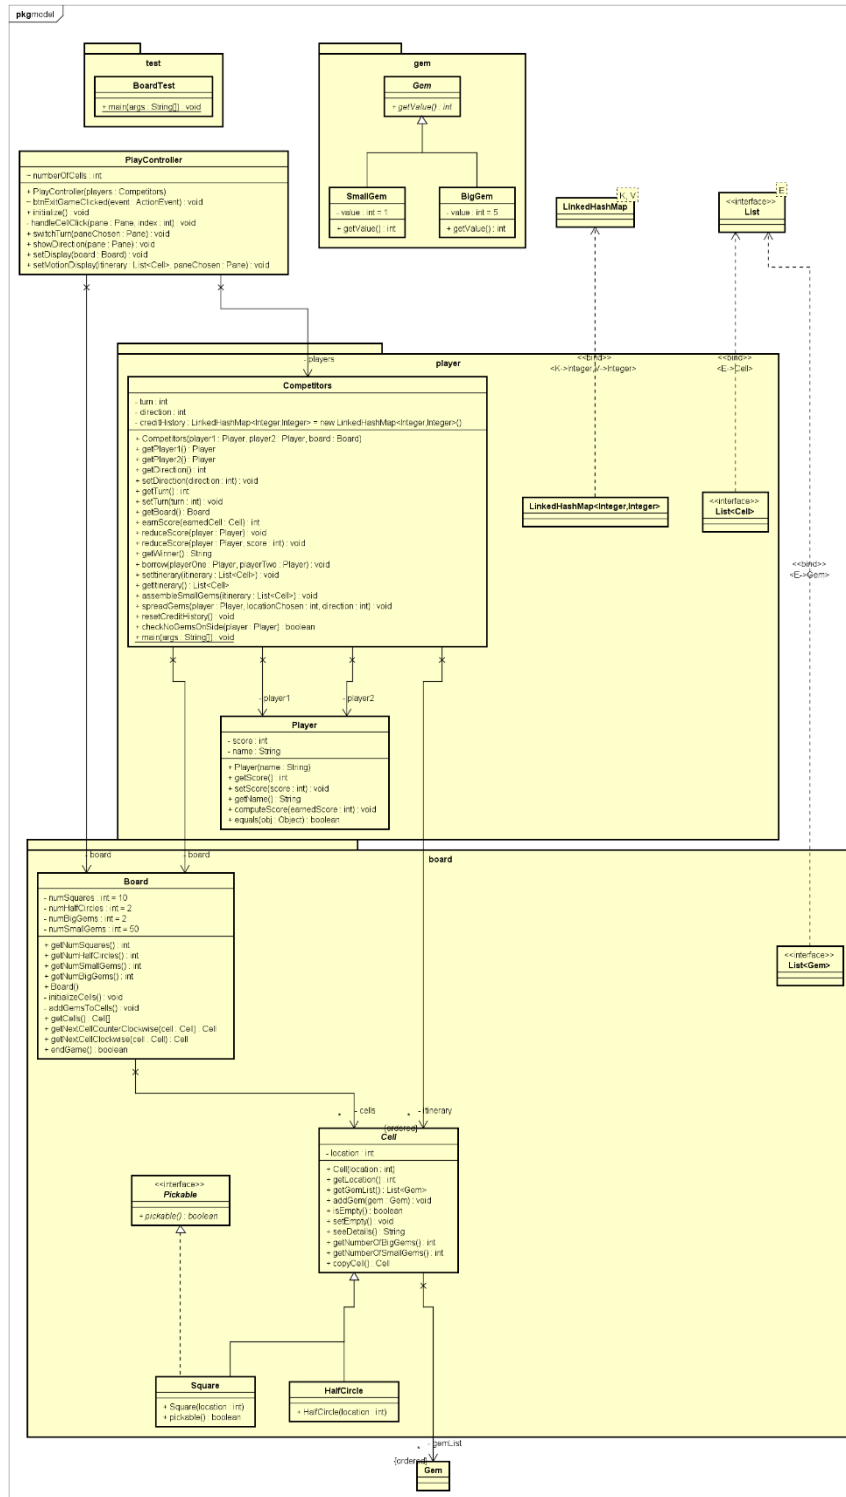 pkg model
test
BoardTest
+ main(args : String[]) : void
gem
Gem
+ getValue() : int
SmallGem
- value : int = 1
+ getValue() : int
BigGem
- value : int = 5
+ getValue() : int
PlayController
~ numberOfCells : int
+ PlayController(players : Competitors)
~ btnExitGameClicked(event : ActionEvent) : void
+ initialize() : void
- handleCellClick(pane : Pane, index : int) : void
+ switchTurn(paneChosen : Pane) : void
+ showDirection(pane : Pane) : void
+ setDisplay(board : Board) : void
+ setMotionDisplay(itinerary : List<Cell>, paneChosen : Pane) : void
K, V
LinkedHashMap
E
<<interface>>
List
- players
player
<<bind>>
<K->Integer,V->Integer>
<<bind>>
<E->Cell>
Competitors
- turn : int
- direction : int
- creditHistory : LinkedHashMap<Integer,Integer> = new LinkedHashMap<Integer,Integer>()
+ Competitors(player1 : Player, player2 : Player, board : Board)
+ getPlayer1() : Player
+ getPlayer2() : Player
+ getDirection() : int
+ setDirection(direction : int) : void
+ getTurn() : int
+ setTurn(turn : int) : void
+ getBoard() : Board
+ earnScore(earnedCell : Cell) : int
+ reduceScore(player : Player) : void
+ reduceScore(player : Player, score : int) : void
+ getWinner() : String
+ borrow(playerOne : Player, playerTwo : Player) : void
+ setItinerary(itinerary : List<Cell>) : void
+ getItinerary() : List<Cell>
+ assembleSmallGems(itinerary : List<Cell>) : void
+ spreadGems(player : Player, locationChosen : int, direction : int) : void
+ resetCreditHistory() : void
+ checkNoGemsOnSide(player : Player) : boolean
+ main(args : String[]) : void
LinkedHashMap<Integer,Integer>
<<interface>>
List<Cell>
<<bind>>
<E->Gem>
- player1
- player2
Player
- score : int
- name : String
+ Player(name : String)
+ getScore() : int
+ setScore(score : int) : void
+ getName() : String
+ computeScore(earnedScore : int) : void
+ equals(obj : Object) : boolean
- board
- board
board
Board
- numSquares : int = 10
- numHalfCircles : int = 2
- numBigGems : int = 2
- numSmallGems : int = 50
+ getNumSquares() : int
+ getNumHalfCircles() : int
+ getNumSmallGems() : int
+ getNumBigGems() : int
+ Board()
- initializeCells() : void
- addGemsToCells() : void
+ getCells() : Cell[]
+ getNextCellCounterClockwise(cell : Cell) : Cell
+ getNextCellClockwise(cell : Cell) : Cell
+ endGame() : boolean
<<interface>>
List<Gem>
- cells
*
- itinerary
*
{ordered}
Cell
- location : int
+ Cell(location : int)
+ getLocation() : int
+ getGemList() : List<Gem>
+ addGem(gem : Gem) : void
+ isEmpty() : boolean
+ setEmpty() : void
+ seeDetails() : String
+ getNumberOfBigGems() : int
+ getNumberOfSmallGems() : int
+ copyCell() : Cell
<<interface>>
Pickable
+ pickable() : boolean
Square
+ Square(location : int)
+ pickable() : boolean
HalfCircle
+ HalfCircle(location : int)
- gemList
*
{ordered}
Gem